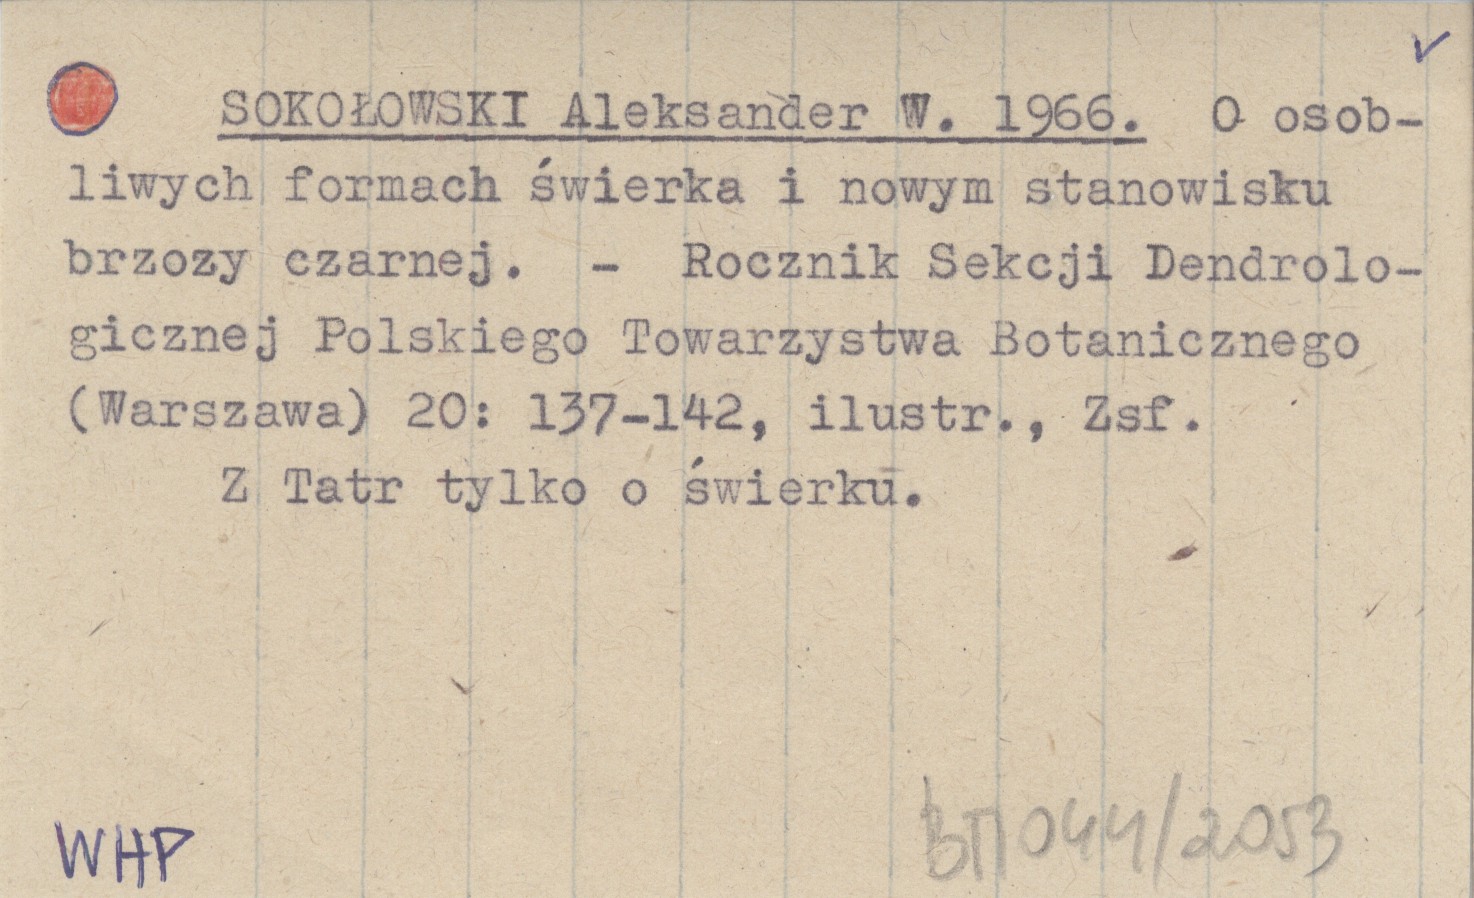 ✓
SOKOŁOWSKI Aleksander W. 1966. O osob-
liwych formach świerka i nowym stanowisku
brzozy czarnej. - Rocznik Sekcji Dendrolo-
gicznej Polskiego Towarzystwa Botanicznego
(Warszawa) 20: 137-142, ilustr., Zsf.
Z Tatr tylko o świerku.
WHP
044/2053